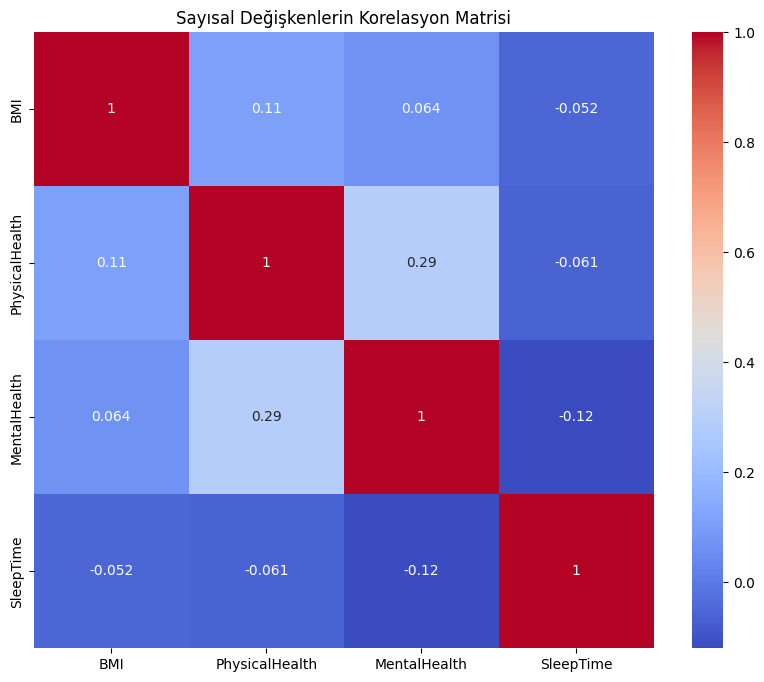 Sayısal Değişkenlerin Korelasyon Matrisi
BMI
1
0.11
0.064
-0.052
PhysicalHealth
0.11
1
0.29
-0.061
MentalHealth
0.064
0.29
1
-0.12
SleepTime
-0.052
-0.061
-0.12
1
BMI
PhysicalHealth
MentalHealth
SleepTime
1.0
0.8
0.6
0.4
0.2
0.0